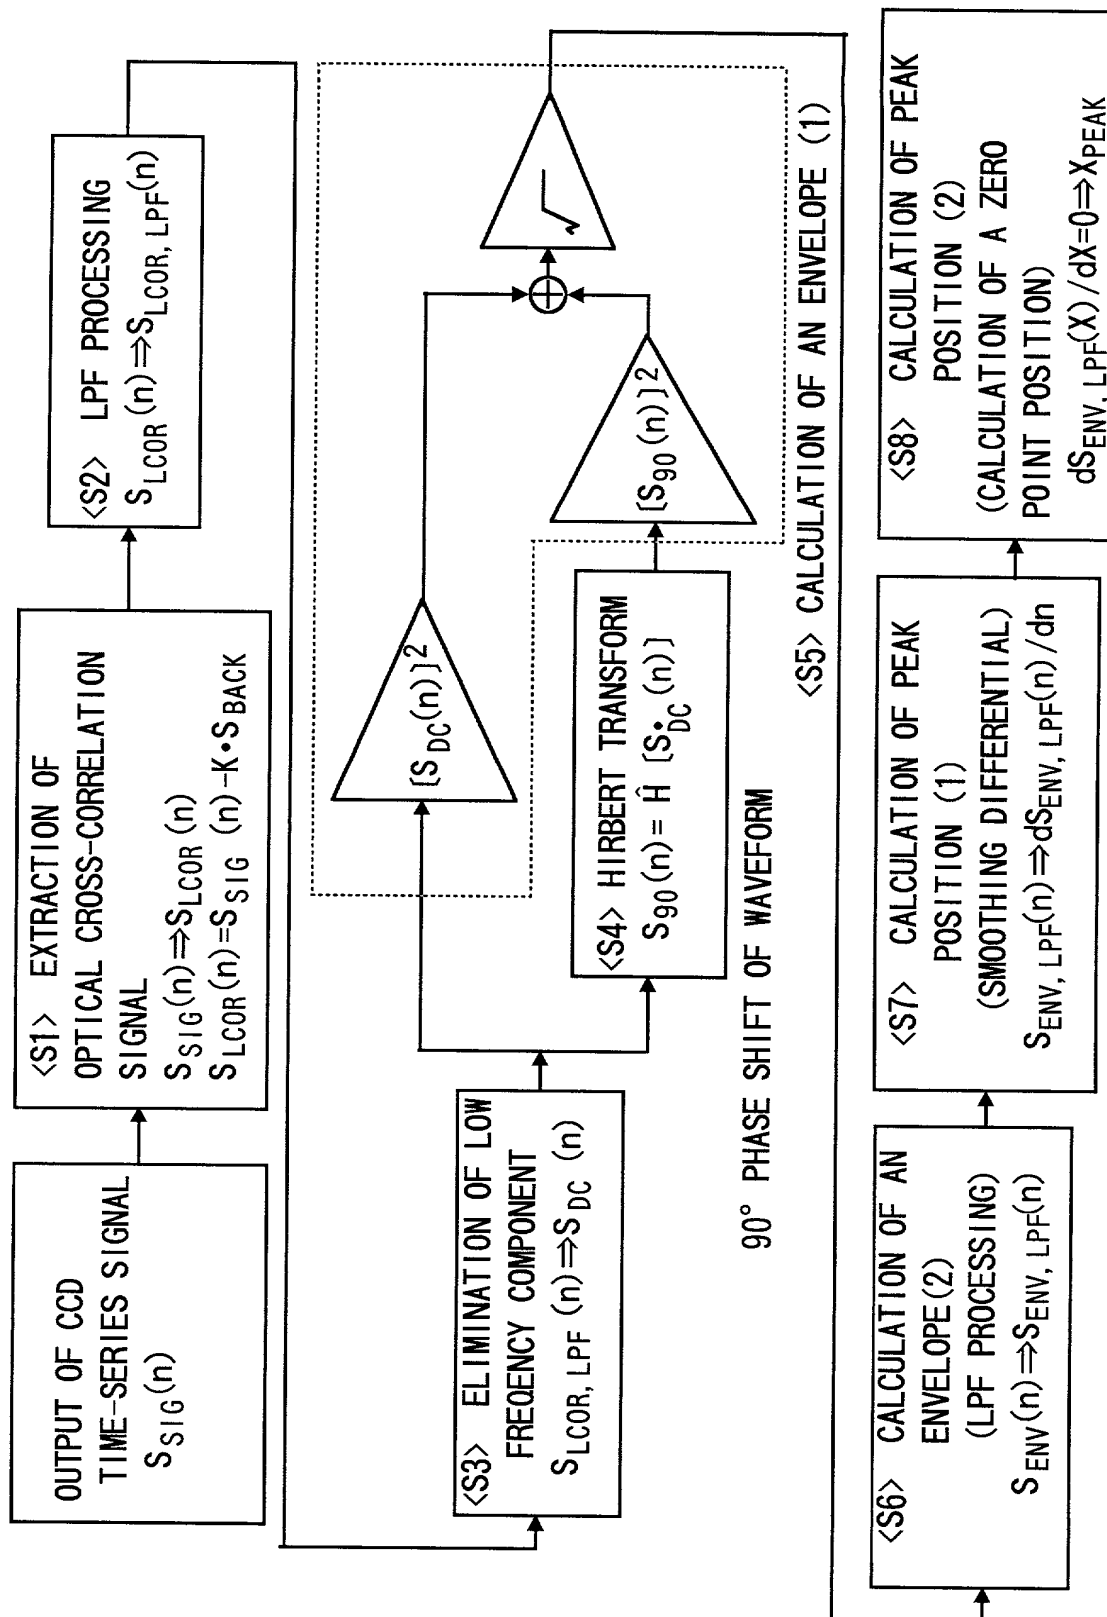 OUTPUT OF CCD
TIME-SERIES SIGNAL
S_SIG(n)
<S1> EXTRACTION OF
OPTICAL CROSS-CORRELATION
SIGNAL
S_SIG(n)⇒S_LCOR(n)
S_LCOR(n)=S_SIG (n)-K•S_BACK
<S2> LPF PROCESSING
S_LCOR(n)⇒S_LCOR, LPF(n)
<S3> ELIMINATION OF LOW
FREQENCY COMPONENT
S_LCOR, LPF (n)⇒S_DC (n)
[S_DC(n)]²
<S4> HIRBERT TRANSFORM
S_90(n)= Ĥ [S•_DC(n)]
90° PHASE SHIFT OF WAVEFORM
[S_90(n)]²
√
<S5> CALCULATION OF AN ENVELOPE (1)
<S6> CALCULATION OF AN
ENVELOPE(2)
(LPF PROCESSING)
S_ENV(n)⇒S_ENV, LPF(n)
<S7> CALCULATION OF PEAK
POSITION (1)
(SMOOTHING DIFFERENTIAL)
S_ENV, LPF(n)⇒dS_ENV, LPF(n)/dn
<S8> CALCULATION OF PEAK
POSITION (2)
(CALCULATION OF A ZERO
POINT POSITION)
dS_ENV, LPF(X)/dX=0⇒X_PEAK